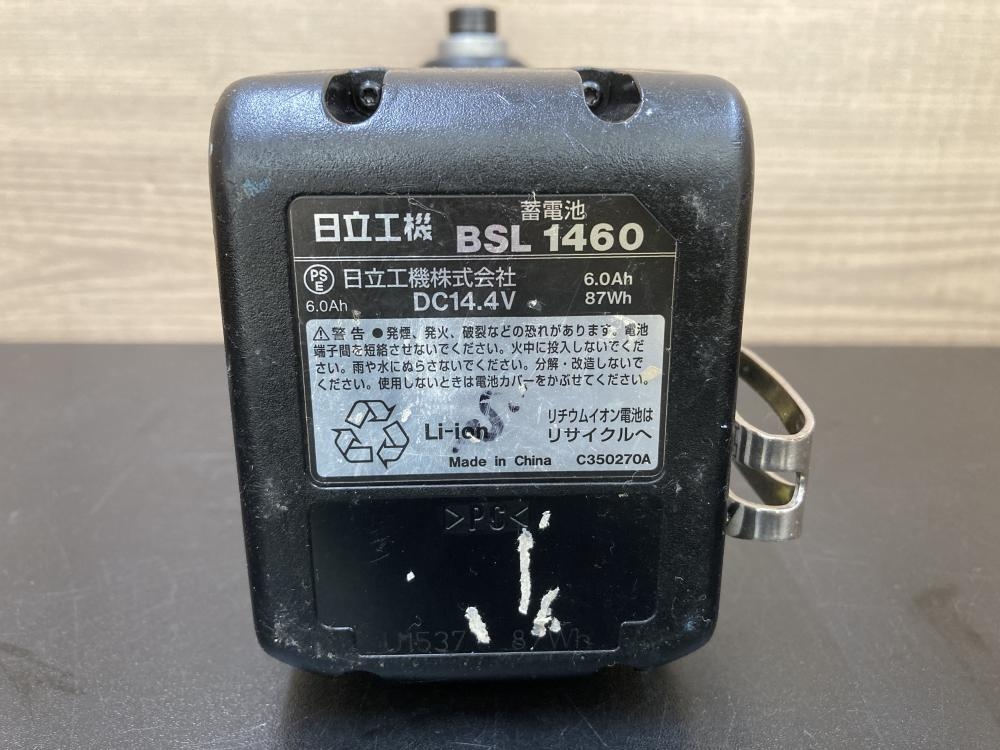 日立工機
蓄電池
BSL 1460
PSE 日立工機株式会社 6.0Ah
6.0Ah DC14.4V 87Wh
⚠警告 ●発煙、発火、破裂などの恐れがあります。電池
端子間を短絡させないでください。火中に投入しないでくだ
さい。雨や水にぬらさないでください。分解・改造しないで
ください。使用しないときは電池カバーをかぶせてください。
Li-ion
リチウムイオン電池は
リサイクルへ
Made in China C350270A
>PC<
87Wh